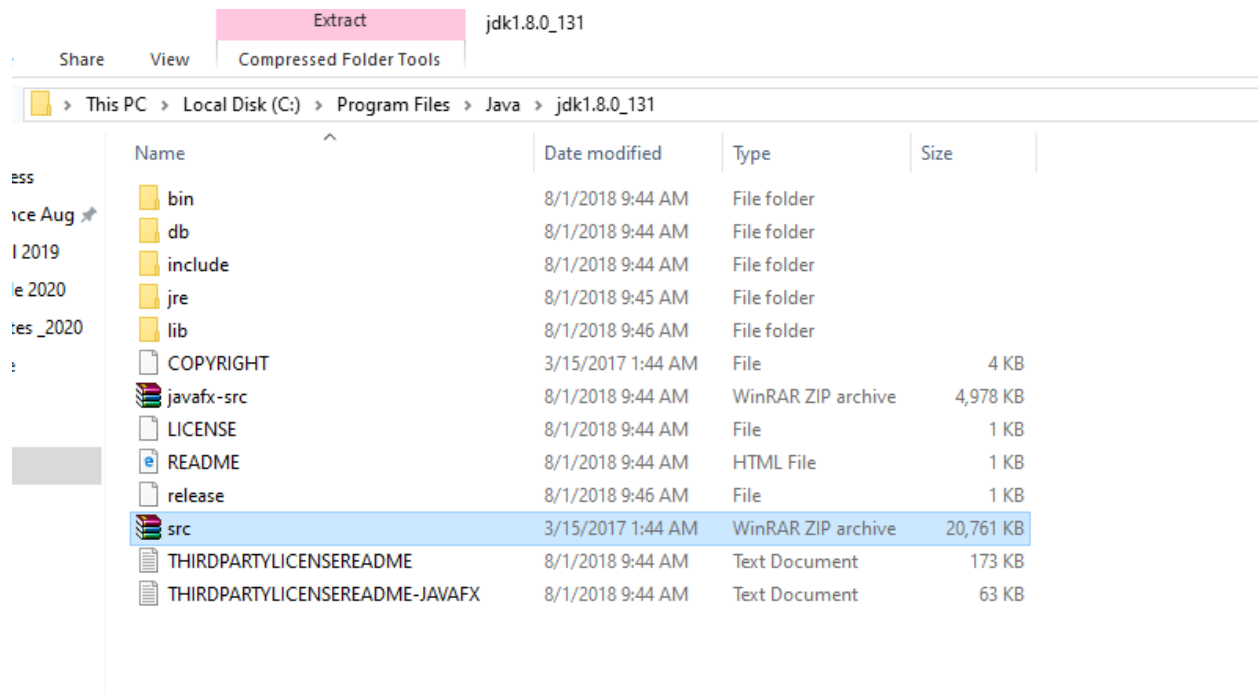 Extract jdk1.8.0_131
Share View Compressed Folder Tools
This PC > Local Disk (C:) > Program Files > Java > jdk1.8.0_131
Name Date modified Type Size
ess
nce Aug
l 2019
le 2020
tes _2020
e
bin 8/1/2018 9:44 AM File folder
db 8/1/2018 9:44 AM File folder
include 8/1/2018 9:44 AM File folder
jre 8/1/2018 9:45 AM File folder
lib 8/1/2018 9:46 AM File folder
COPYRIGHT 3/15/2017 1:44 AM File 4 KB
javafx-src 8/1/2018 9:44 AM WinRAR ZIP archive 4,978 KB
LICENSE 8/1/2018 9:44 AM File 1 KB
README 8/1/2018 9:44 AM HTML File 1 KB
release 8/1/2018 9:46 AM File 1 KB
src 3/15/2017 1:44 AM WinRAR ZIP archive 20,761 KB
THIRDPARTYLICENSEREADME 8/1/2018 9:44 AM Text Document 173 KB
THIRDPARTYLICENSEREADME-JAVAFX 8/1/2018 9:44 AM Text Document 63 KB